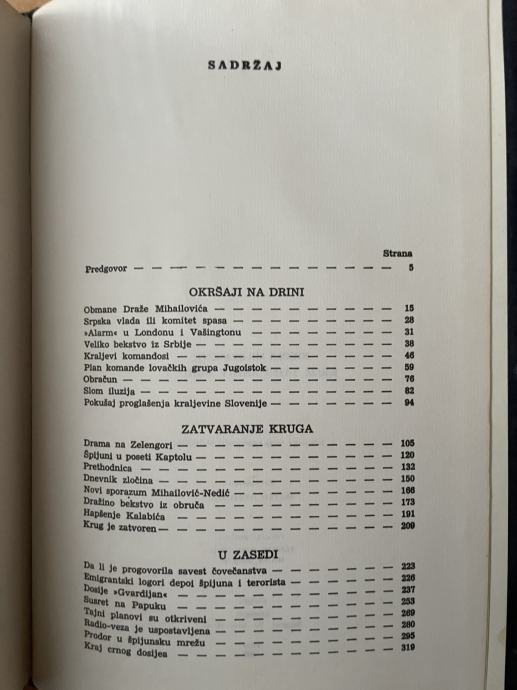 SADRŽAJ
Strana
Predgovor — — — — — — — — — — — — — — — 5
OKRŠAJI NA DRINI
Obmane Draže Mihailovića — — — — — — — — — — 15
Srpska vlada ili komitet spasa — — — — — — — — — 28
»Alarm« u Londonu i Vašingtonu — — — — — — — — 31
Veliko bekstvo iz Srbije — — — — — — — — — — — 38
Kraljevi komandosi — — — — — — — — — — — — 46
Plan komande lovačkih grupa Jugoistok — — — — — — — 59
Obračun — — — — — — — — — — — — — — — 76
Slom iluzija — — — — — — — — — — — — — — 82
Pokušaj proglašenja kraljevine Slovenije — — — — — — — 94
ZATVARANJE KRUGA
Drama na Zelengori — — — — — — — — — — — — 105
Špijuni u poseti Kaptolu — — — — — — — — — — — 120
Prethodnica — — — — — — — — — — — — — — 132
Dnevnik zločina — — — — — — — — — — — — — 150
Novi sporazum Mihailović-Nedić — — — — — — — — — 166
Dražino bekstvo iz obruča — — — — — — — — — — 173
Hapšenje Kalabića — — — — — — — — — — — — 191
Krug je zatvoren — — — — — — — — — — — — — 209
U ZASEDI
Da li je progovorila savest čovečanstva — — — — — — — 223
Emigrantski logori depoi špijuna i terorista — — — — — — 226
Dosije »Gvardijan« — — — — — — — — — — — — 237
Susret na Papuku — — — — — — — — — — — — 253
Tajni planovi su otkriveni — — — — — — — — — — 269
Radio-veza je uspostavljena — — — — — — — — — — 280
Prodor u špijunsku mrežu — — — — — — — — — — 295
Kraj crnog dosijea — — — — — — — — — — — — 319